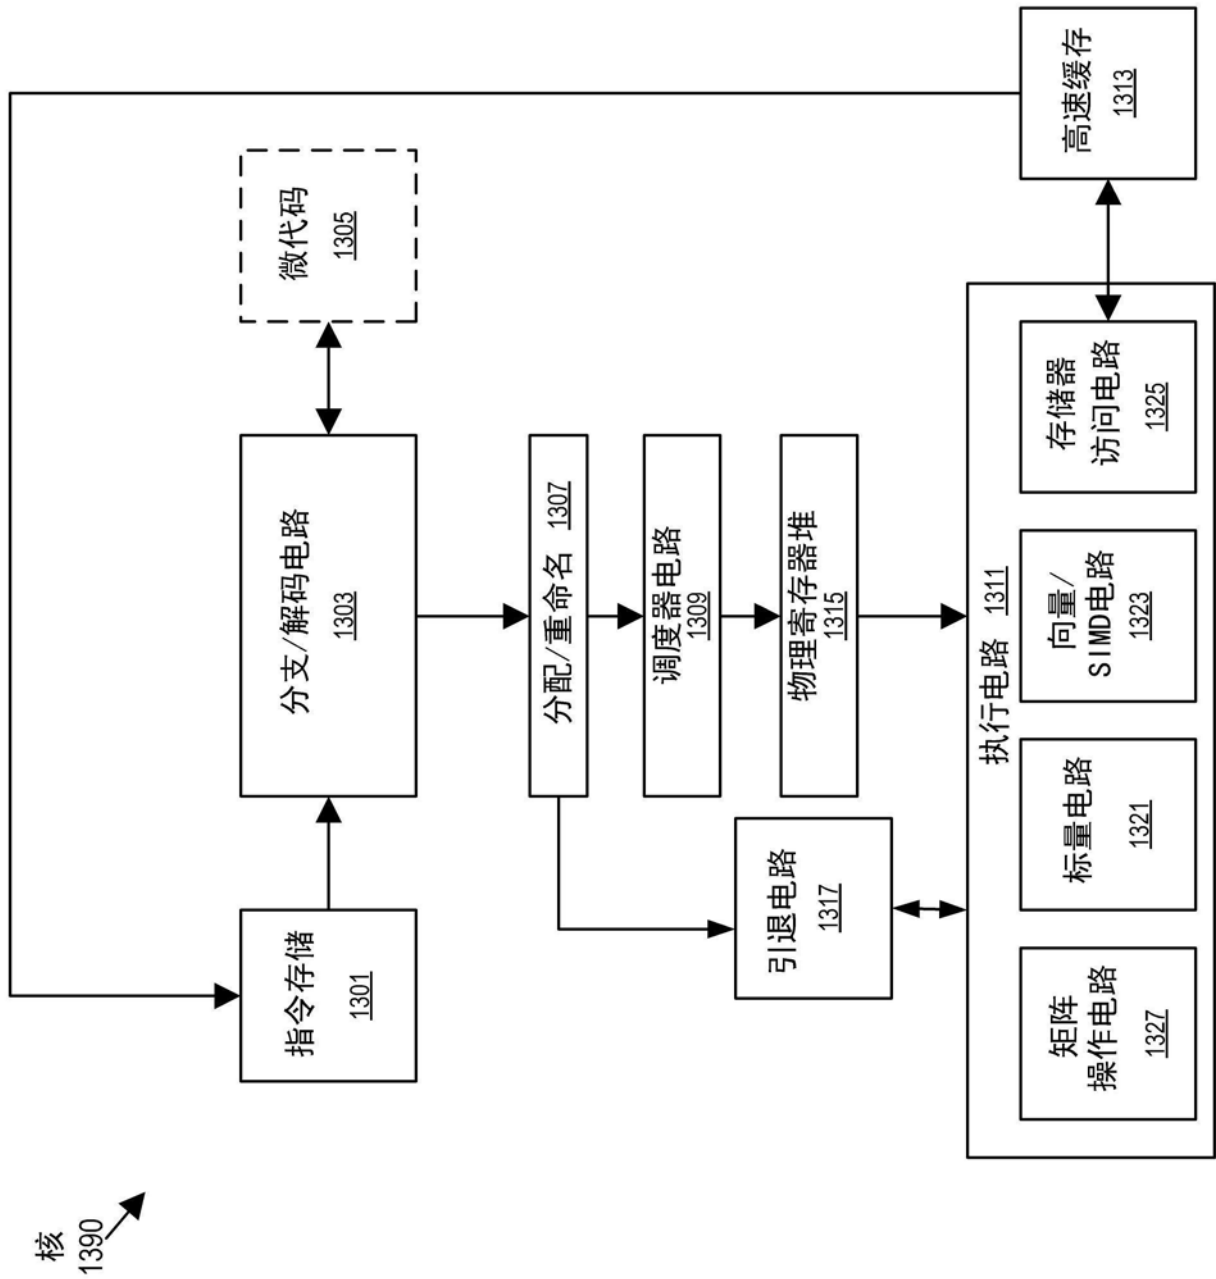 核
1390
指令存储
1301
分支/解码电路
1303
微代码
1305
分配/重命名 1307
调度器电路
1309
物理寄存器堆
1315
引退电路
1317
执行电路 1311
矩阵
操作电路
1327
标量电路
1321
向量/
SIMD电路
1323
存储器
访问电路
1325
高速缓存
1313